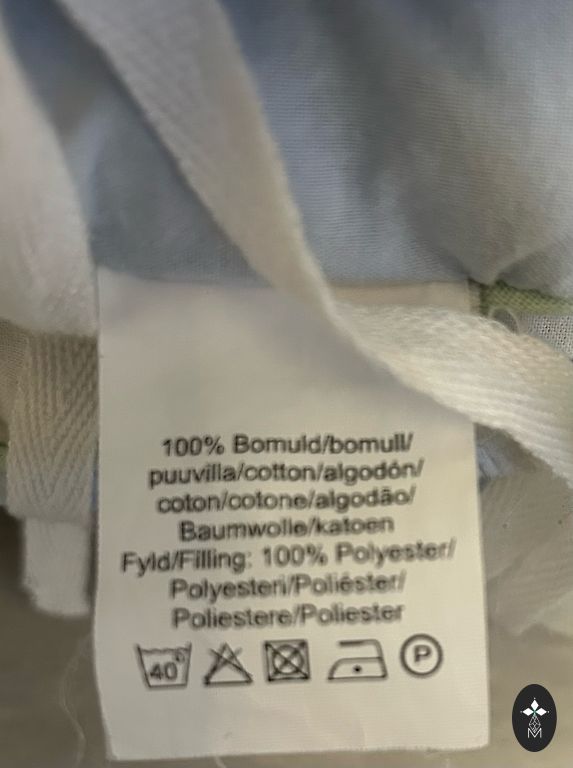 100% Bomuld/bomull/
puuvilla/cotton/algodón/
coton/cotone/algodão/
Baumwolle/katoen
Fyld/Filling: 100% Polyester/
Polyesteri/Poliéster/
Poliestere/Poliester
40° P
M